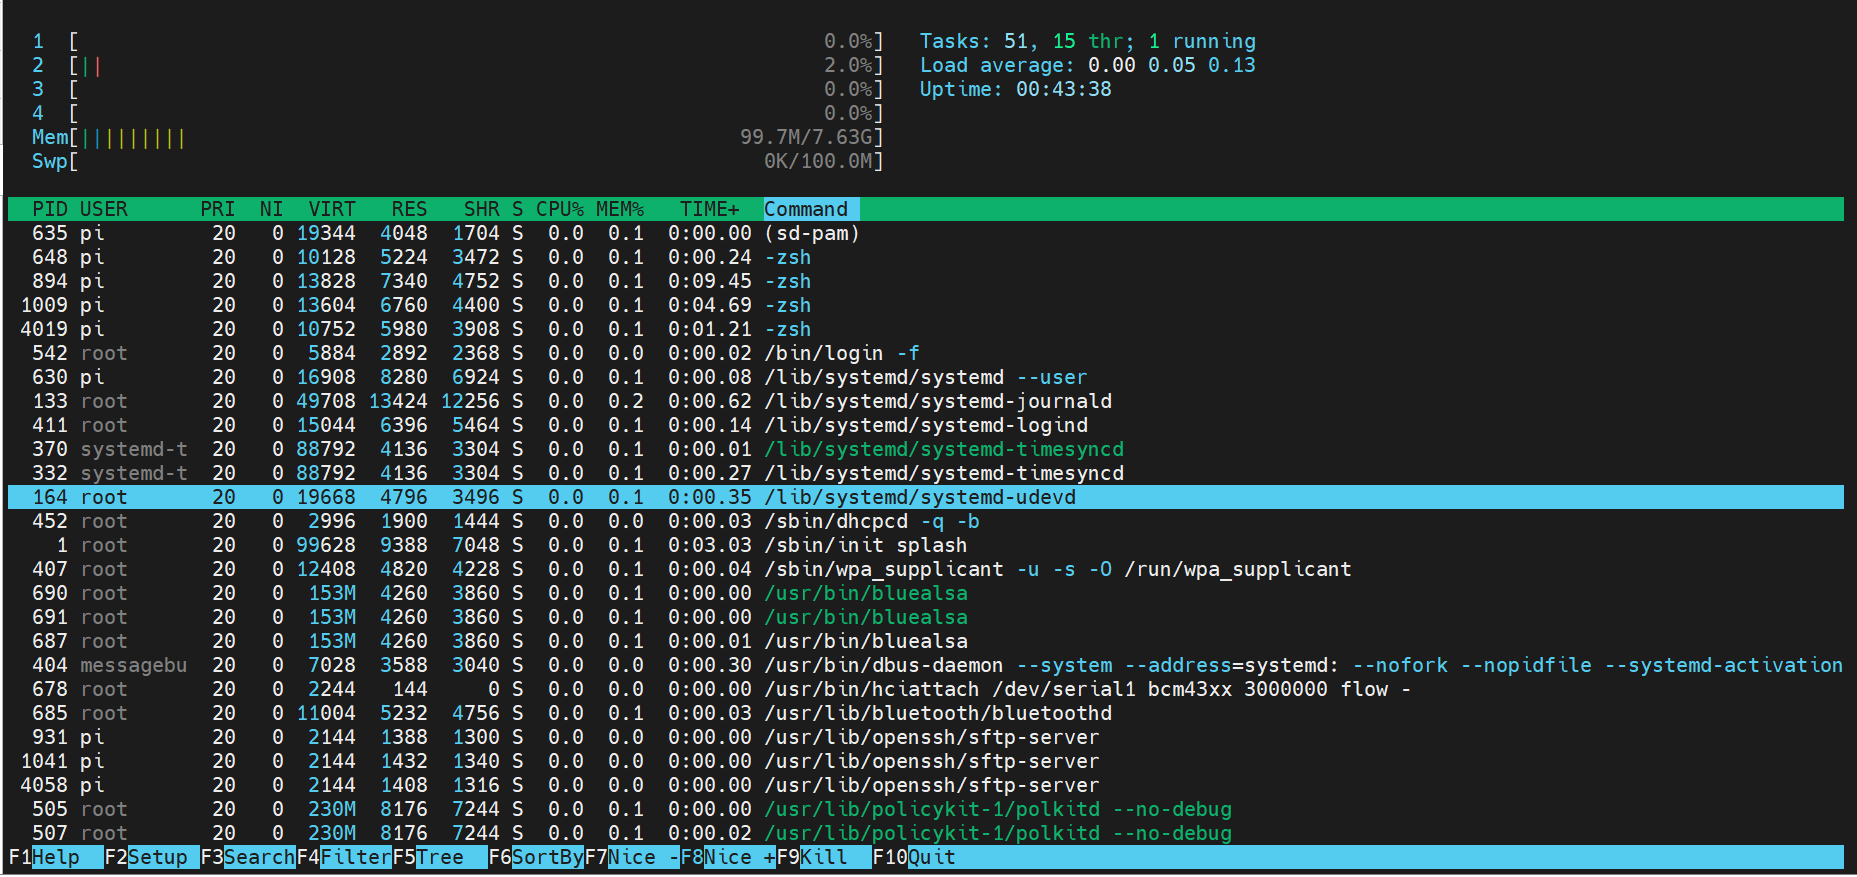 1 [ 0.0%] Tasks: 51, 15 thr; 1 running
2 [|| 2.0%] Load average: 0.00 0.05 0.13
3 [ 0.0%] Uptime: 00:43:38
4 [ 0.0%]
Mem[||||||||| 99.7M/7.63G]
Swp[ 0K/100.0M]
PID USER PRI NI VIRT RES SHR S CPU% MEM% TIME+ Command
635 pi 20 0 19344 4048 1704 S 0.0 0.1 0:00.00 (sd-pam)
648 pi 20 0 10128 5224 3472 S 0.0 0.1 0:00.24 -zsh
894 pi 20 0 13828 7340 4752 S 0.0 0.1 0:09.45 -zsh
1009 pi 20 0 13604 6760 4400 S 0.0 0.1 0:04.69 -zsh
4019 pi 20 0 10752 5980 3908 S 0.0 0.1 0:01.21 -zsh
542 root 20 0 5884 2892 2368 S 0.0 0.0 0:00.02 /bin/login -f
630 pi 20 0 16908 8280 6924 S 0.0 0.1 0:00.08 /lib/systemd/systemd --user
133 root 20 0 49708 13424 12256 S 0.0 0.2 0:00.62 /lib/systemd/systemd-journald
411 root 20 0 15044 6396 5464 S 0.0 0.1 0:00.14 /lib/systemd/systemd-logind
370 systemd-t 20 0 88792 4136 3304 S 0.0 0.1 0:00.01 /lib/systemd/systemd-timesyncd
332 systemd-t 20 0 88792 4136 3304 S 0.0 0.1 0:00.27 /lib/systemd/systemd-timesyncd
164 root 20 0 19668 4796 3496 S 0.0 0.1 0:00.35 /lib/systemd/systemd-udevd
452 root 20 0 2996 1900 1444 S 0.0 0.0 0:00.03 /sbin/dhcpcd -q -b
1 root 20 0 99628 9388 7048 S 0.0 0.1 0:03.03 /sbin/init splash
407 root 20 0 12408 4820 4228 S 0.0 0.1 0:00.04 /sbin/wpa_supplicant -u -s -O /run/wpa_supplicant
690 root 20 0 153M 4260 3860 S 0.0 0.1 0:00.00 /usr/bin/bluealsa
691 root 20 0 153M 4260 3860 S 0.0 0.1 0:00.00 /usr/bin/bluealsa
687 root 20 0 153M 4260 3860 S 0.0 0.1 0:00.01 /usr/bin/bluealsa
404 messagebu 20 0 7028 3588 3040 S 0.0 0.0 0:00.30 /usr/bin/dbus-daemon --system --address=systemd: --nofork --nopidfile --systemd-activation
678 root 20 0 2244 144 0 S 0.0 0.0 0:00.00 /usr/bin/hciattach /dev/serial1 bcm43xx 3000000 flow -
685 root 20 0 11004 5232 4756 S 0.0 0.1 0:00.03 /usr/lib/bluetooth/bluetoothd
931 pi 20 0 2144 1388 1300 S 0.0 0.0 0:00.00 /usr/lib/openssh/sftp-server
1041 pi 20 0 2144 1432 1340 S 0.0 0.0 0:00.00 /usr/lib/openssh/sftp-server
4058 pi 20 0 2144 1408 1316 S 0.0 0.0 0:00.00 /usr/lib/openssh/sftp-server
505 root 20 0 230M 8176 7244 S 0.0 0.1 0:00.00 /usr/lib/policykit-1/polkitd --no-debug
507 root 20 0 230M 8176 7244 S 0.0 0.1 0:00.02 /usr/lib/policykit-1/polkitd --no-debug
F1Help F2Setup F3SearchF4FilterF5Tree F6SortByF7Nice -F8Nice +F9Kill F10Quit